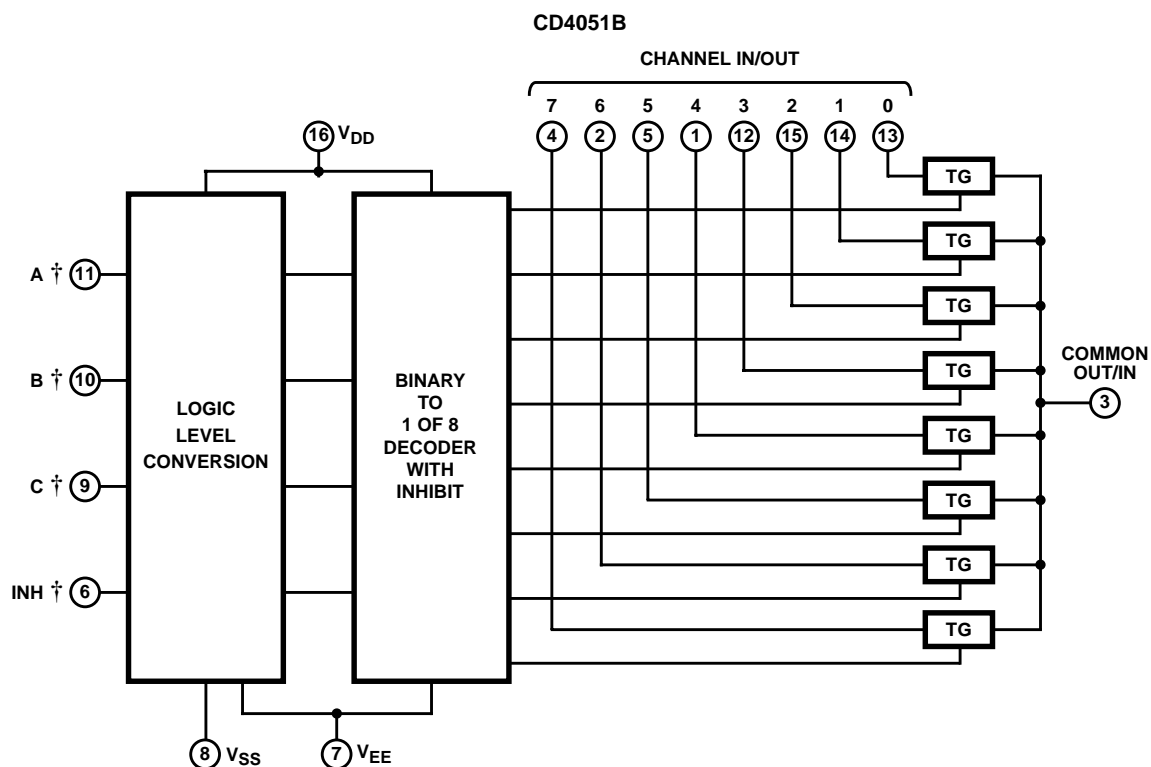 CD4051B
CHANNEL IN/OUT
7 6 5 4 3 2 1 0
4 2 5 1 12 15 14 13
16 VDD
TG
TG
TG
TG
TG
TG
TG
TG
A † 11
B † 10
C † 9
INH † 6
LOGIC
LEVEL
CONVERSION
BINARY
TO
1 OF 8
DECODER
WITH
INHIBIT
COMMON
OUT/IN
3
8 VSS
7 VEE